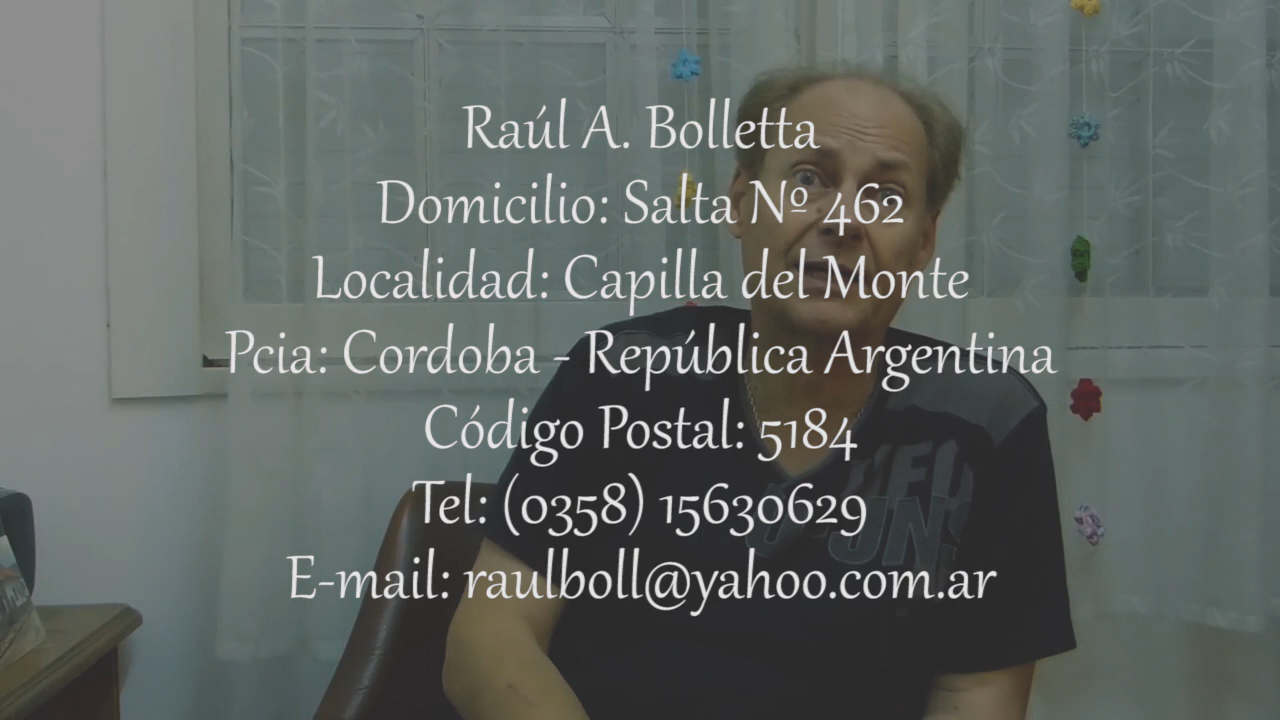 Raúl A. Bolletta
Domicilio: Salta Nº 462
Localidad: Capilla del Monte
Pcia: Cordoba - República Argentina
Código Postal: 5184
Tel: (0358) 15630629
E-mail: raulboll@yahoo.com.ar